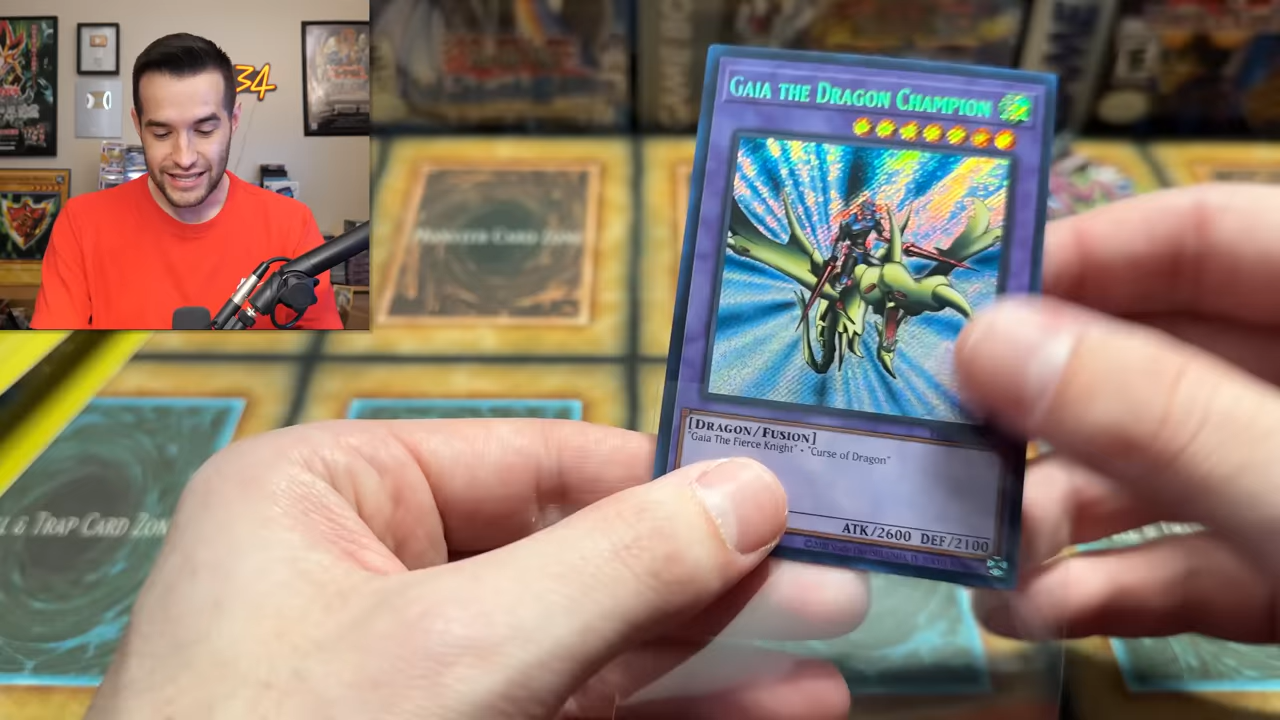 34
GAIA THE DRAGON CHAMPION
MONSTER CARD ZONE
[DRAGON/FUSION]
"Gaia The Fierce Knight" + "Curse of Dragon"
ATK/2600 DEF/2100
L & TRAP CARD ZON